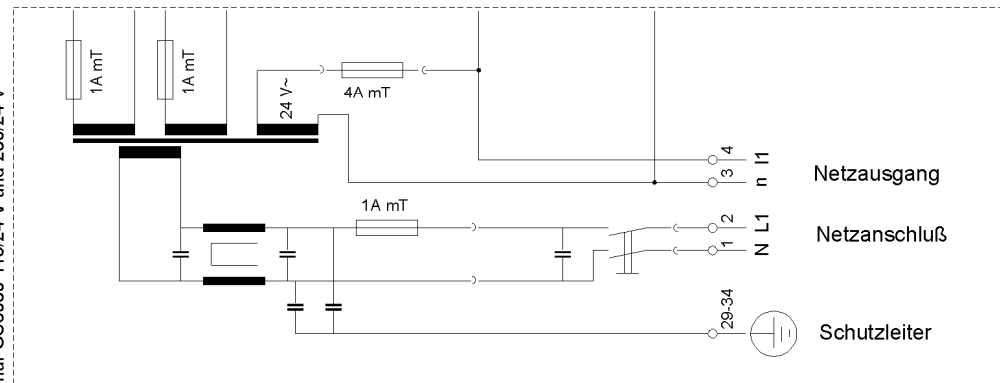 1A mT
1A mT
24 V~
4A mT
4 l1
3 n
Netzausgang
1A mT
2 L1
1 N
Netzanschluß
29-34
Schutzleiter